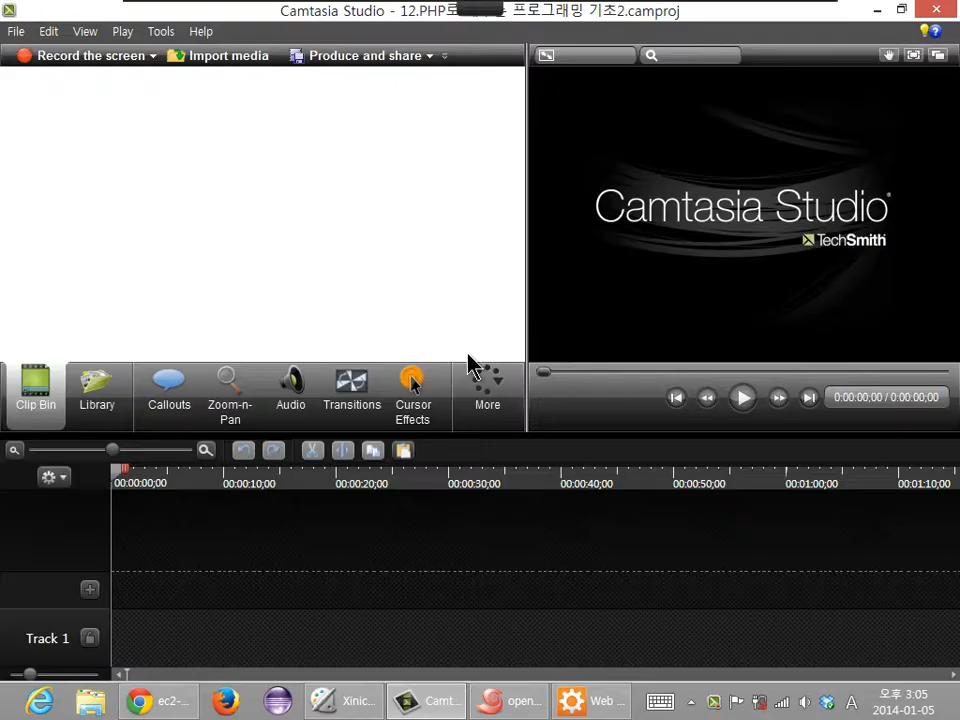 Camtasia Studio - 12.PHP로 프로그래밍 기초2.camproj
File Edit View Play Tools Help
Record the screen Import media Produce and share
Camtasia Studio
TechSmith
Clip Bin Library Callouts Zoom-n-Pan Audio Transitions Cursor Effects More
0:00:00;00 / 0:00:00;00
00:00:00;00 00:00:10;00 00:00:20;00 00:00:30;00 00:00:40;00 00:00:50;00 00:01:00;00 00:01:10;00
Track 1
ec2-... Xinic... Camt... open... Web ... A 오후 3:05
2014-01-05